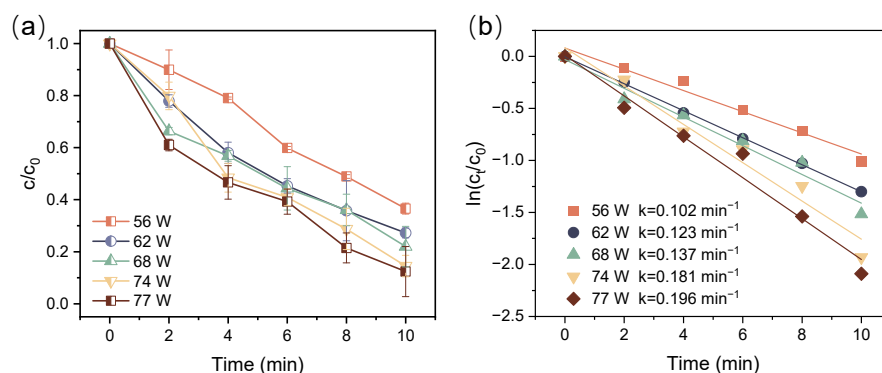 (a)
c/c0
1.0
0.8
0.6
0.4
0.2
0.0
56 W
62 W
68 W
74 W
77 W
0 2 4 6 8 10
Time (min)
(b)
ln(ct/c0)
0.0
−0.5
−1.0
−1.5
−2.0
−2.5
56 W k=0.102 min−1
62 W k=0.123 min−1
68 W k=0.137 min−1
74 W k=0.181 min−1
77 W k=0.196 min−1
0 2 4 6 8 10
Time (min)